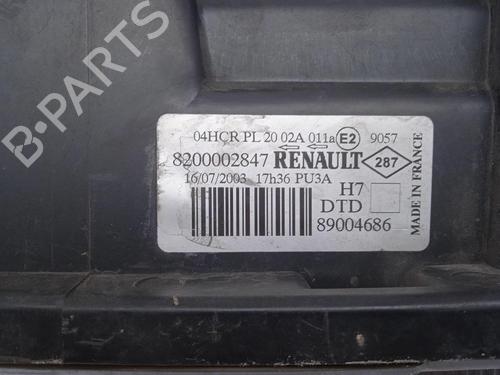 04HCR PL 20 02A 011a E2 9057
8200002847 RENAULT 287
16/07/2003 17h36 PU3A
H7
DTD
89004686
MADE IN FRANCE
B-PARTS